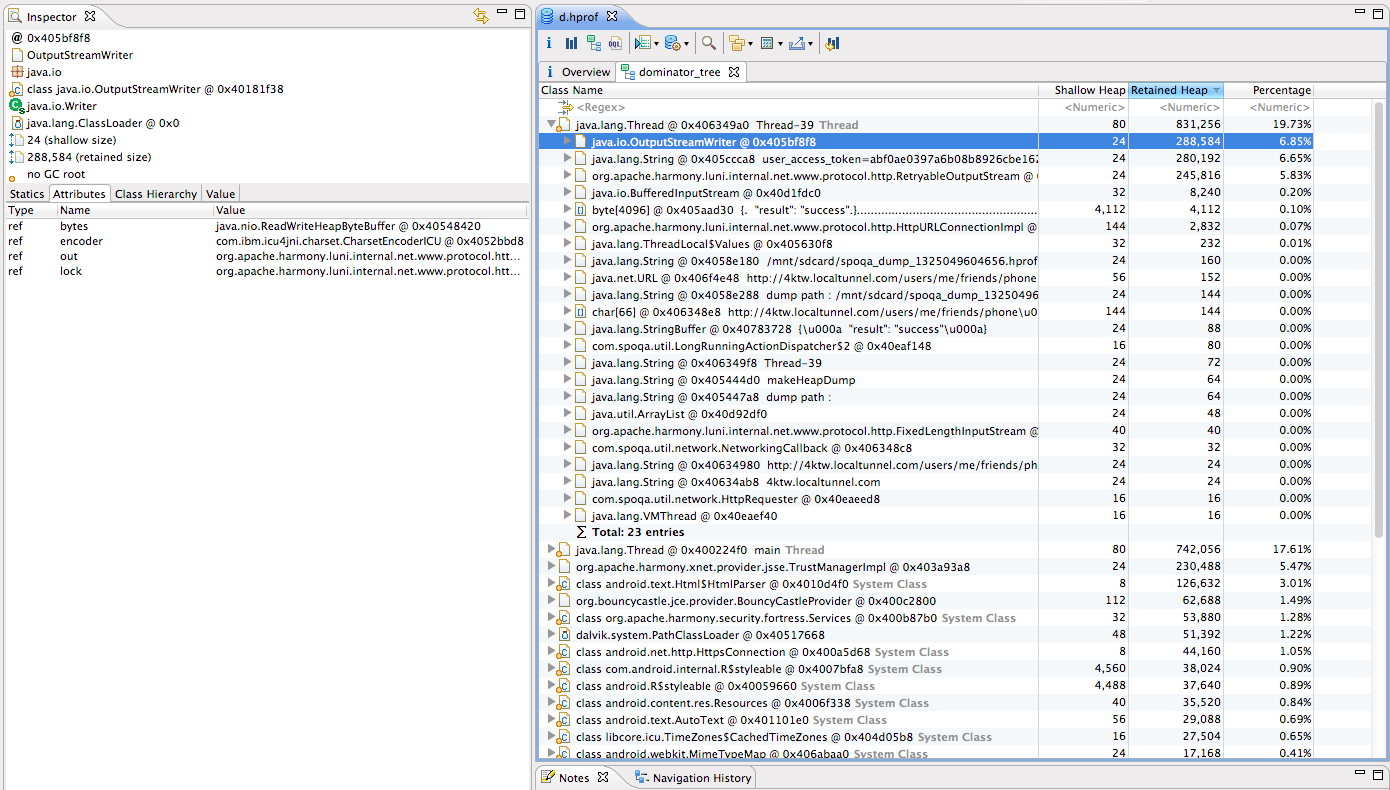 Inspector
@ 0x405bf8f8
OutputStreamWriter
java.io
class java.io.OutputStreamWriter @ 0x40181f38
java.io.Writer
java.lang.ClassLoader @ 0x0
24 (shallow size)
288,584 (retained size)
no GC root
Statics Attributes Class Hierarchy Value
Type Name Value
ref bytes java.nio.ReadWriteHeapByteBuffer @ 0x40548420
ref encoder com.ibm.icu4jni.charset.CharsetEncoderICU @ 0x4052bbd8
ref out org.apache.harmony.luni.internal.net.www.protocol.htt...
ref lock org.apache.harmony.luni.internal.net.www.protocol.htt...
d.hprof
i OQL
i Overview dominator_tree
Class Name Shallow Heap Retained Heap Percentage
<Regex> <Numeric> <Numeric> <Numeric>
java.lang.Thread @ 0x406349a0 Thread-39 Thread 80 831,256 19.73%
java.io.OutputStreamWriter @ 0x405bf8f8 24 288,584 6.85%
java.lang.String @ 0x405ccca8 user_access_token=abf0ae0397a6b08b8926cbe162 24 280,192 6.65%
org.apache.harmony.luni.internal.net.www.protocol.http.RetryableOutputStream @ 24 245,816 5.83%
java.io.BufferedInputStream @ 0x40d1fdc0 32 8,240 0.20%
byte[4096] @ 0x405aad30 {. "result": "success".}..................................................... 4,112 4,112 0.10%
org.apache.harmony.luni.internal.net.www.protocol.http.HttpURLConnectionImpl @ 144 2,832 0.07%
java.lang.ThreadLocal$Values @ 0x405630f8 32 232 0.01%
java.lang.String @ 0x4058e180 /mnt/sdcard/spoqa_dump_1325049604656.hprof 24 160 0.00%
java.net.URL @ 0x406f4e48 http://4ktw.localtunnel.com/users/me/friends/phone 56 152 0.00%
java.lang.String @ 0x4058e288 dump path : /mnt/sdcard/spoqa_dump_13250496 24 144 0.00%
char[66] @ 0x406348e8 http://4ktw.localtunnel.com/users/me/friends/phone\u0 144 144 0.00%
java.lang.StringBuffer @ 0x40783728 {\u000a "result": "success"\u000a} 24 88 0.00%
com.spoqa.util.LongRunningActionDispatcher$2 @ 0x40eaf148 16 80 0.00%
java.lang.String @ 0x406349f8 Thread-39 24 72 0.00%
java.lang.String @ 0x405444d0 makeHeapDump 24 64 0.00%
java.lang.String @ 0x405447a8 dump path : 24 64 0.00%
java.util.ArrayList @ 0x40d92df0 24 48 0.00%
org.apache.harmony.luni.internal.net.www.protocol.http.FixedLengthInputStream @ 40 40 0.00%
com.spoqa.util.network.NetworkingCallback @ 0x406348c8 32 32 0.00%
java.lang.String @ 0x40634980 http://4ktw.localtunnel.com/users/me/friends/ph 24 24 0.00%
java.lang.String @ 0x40634ab8 4ktw.localtunnel.com 24 24 0.00%
com.spoqa.util.network.HttpRequester @ 0x40eaeed8 16 16 0.00%
java.lang.VMThread @ 0x40eaef40 16 16 0.00%
Σ Total: 23 entries
java.lang.Thread @ 0x400224f0 main Thread 80 742,056 17.61%
org.apache.harmony.xnet.provider.jsse.TrustManagerImpl @ 0x403a93a8 24 230,488 5.47%
class android.text.Html$HtmlParser @ 0x4010d4f0 System Class 8 126,632 3.01%
org.bouncycastle.jce.provider.BouncyCastleProvider @ 0x400c2800 112 62,688 1.49%
class org.apache.harmony.security.fortress.Services @ 0x400b87b0 System Class 32 53,880 1.28%
dalvik.system.PathClassLoader @ 0x40517668 48 51,392 1.22%
class android.net.http.HttpsConnection @ 0x400a5d68 System Class 8 44,160 1.05%
class com.android.internal.R$styleable @ 0x4007bfa8 System Class 4,560 38,024 0.90%
class android.R$styleable @ 0x40059660 System Class 4,488 37,640 0.89%
class android.content.res.Resources @ 0x4006f338 System Class 40 35,520 0.84%
class android.text.AutoText @ 0x401101e0 System Class 56 29,088 0.69%
class libcore.icu.TimeZones$CachedTimeZones @ 0x404d05b8 System Class 16 27,504 0.65%
class android.webkit.MimeTypeMap @ 0x406abaa0 System Class 24 17,168 0.41%
Notes Navigation History